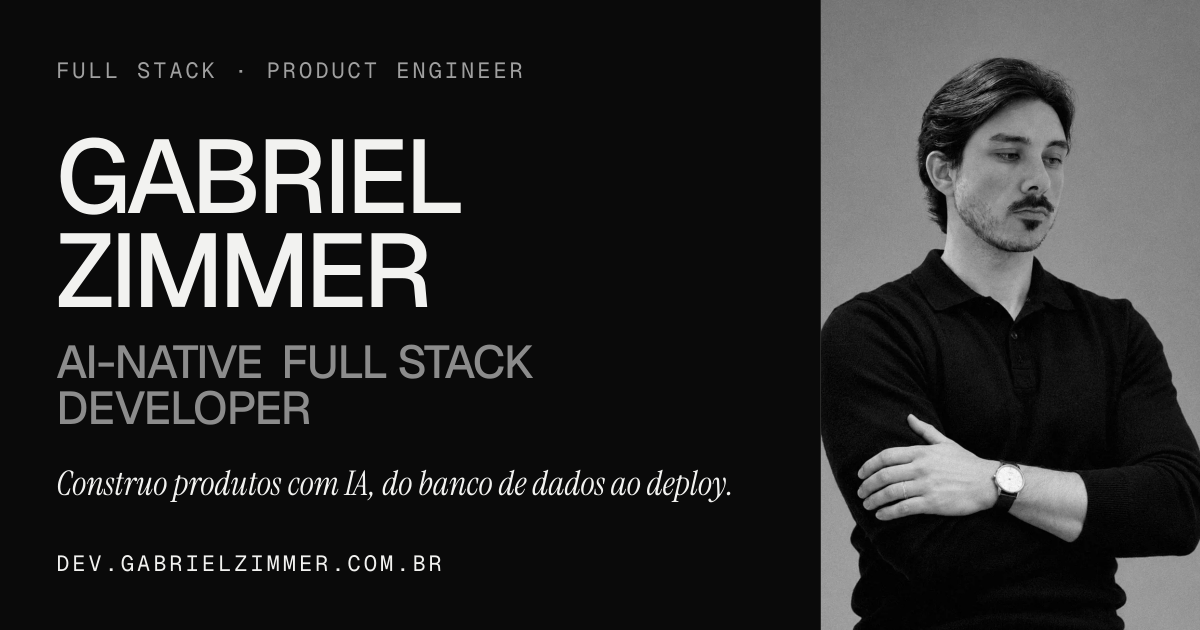 FULL STACK · PRODUCT ENGINEER
GABRIEL
ZIMMER
AI-NATIVE FULL STACK
DEVELOPER
Construo produtos com IA, do banco de dados ao deploy.
DEV.GABRIELZIMMER.COM.BR